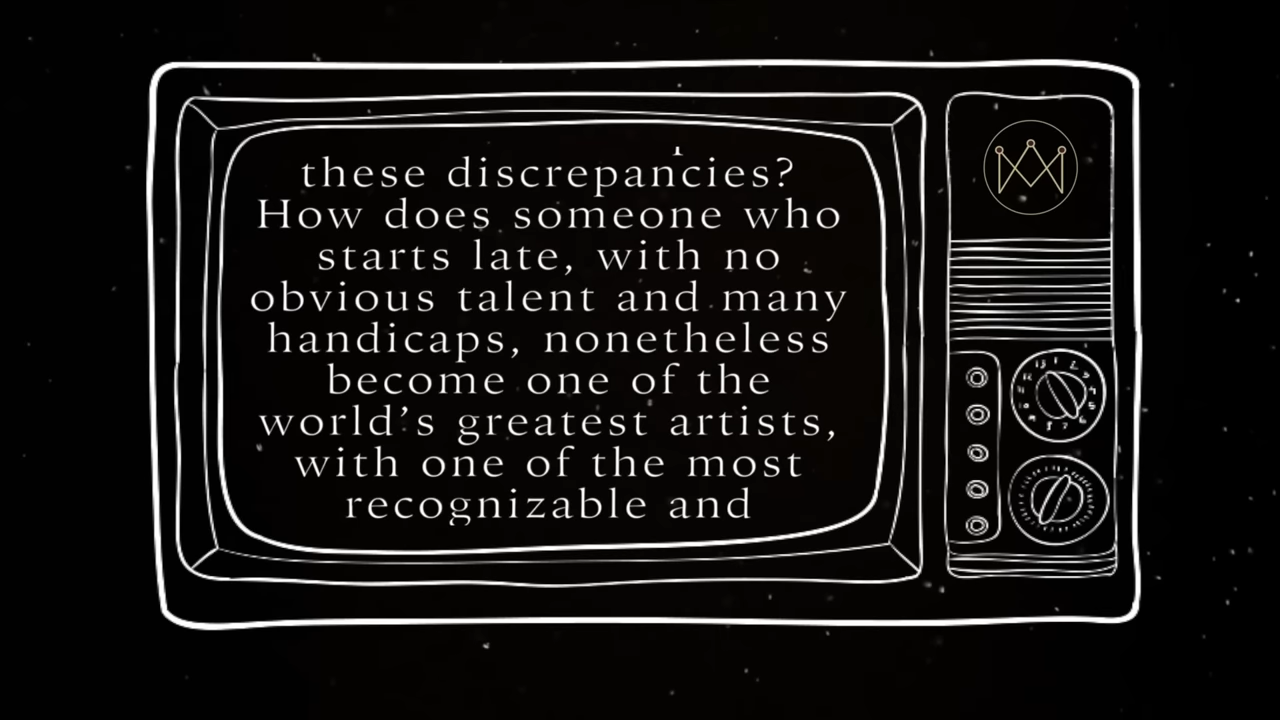 these discrepancies?
How does someone who
starts late, with no
obvious talent and many
handicaps, nonetheless
become one of the
world’s greatest artists,
with one of the most
recognizable and